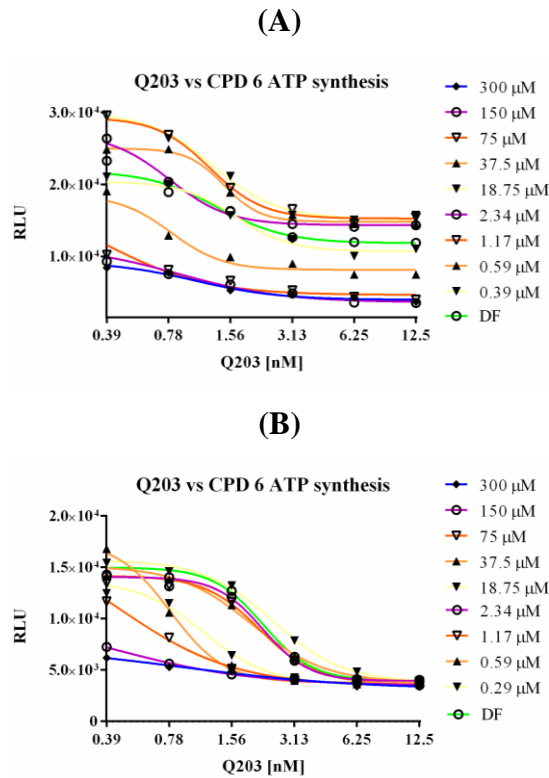 (A)
Q203 vs CPD 6 ATP synthesis
RLU
3.0×10⁴
2.0×10⁴
1.0×10⁴
0.39 0.78 1.56 3.13 6.25 12.5
Q203 [nM]
300 μM
150 μM
75 μM
37.5 μM
18.75 μM
2.34 μM
1.17 μM
0.59 μM
0.39 μM
DF
(B)
Q203 vs CPD 6 ATP synthesis
RLU
2.0×10⁴
1.5×10⁴
1.0×10⁴
5.0×10³
0
0.39 0.78 1.56 3.13 6.25 12.5
Q203 [nM]
300 μM
150 μM
75 μM
37.5 μM
18.75 μM
2.34 μM
1.17 μM
0.59 μM
0.29 μM
DF